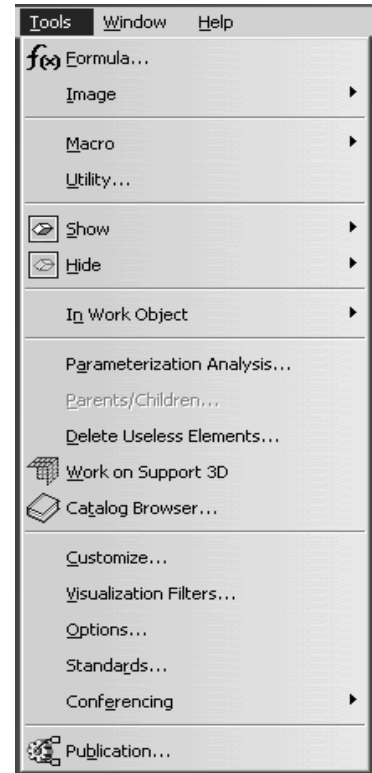 Tools Window Help
f(x) Formula...
Image
Macro
Utility...
Show
Hide
In Work Object
Parameterization Analysis...
Parents/Children...
Delete Useless Elements...
Work on Support 3D
Catalog Browser...
Customize...
Visualization Filters...
Options...
Standards...
Conferencing
Publication...